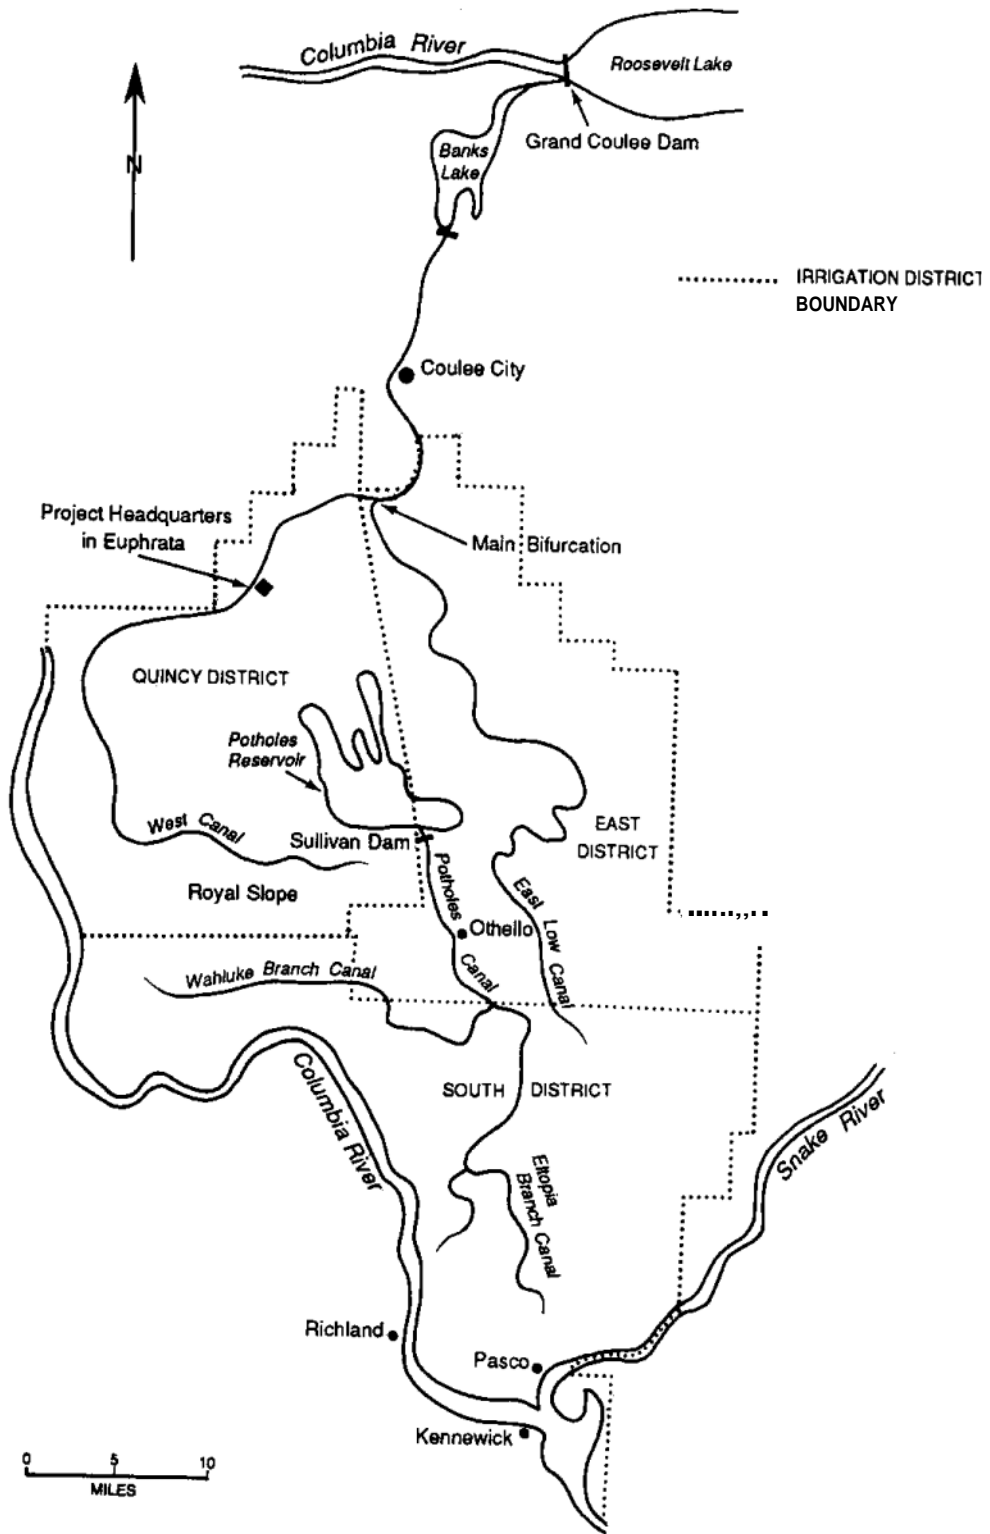 Columbia River
Roosevelt Lake
Grand Coulee Dam
Banks
Lake
N
IRRIGATION DISTRICT
BOUNDARY
Coulee City
Project Headquarters
in Euphrata
Main Bifurcation
QUINCY DISTRICT
Potholes
Reservoir
West Canal
Sullivan Dam
EAST
DISTRICT
Potholes
Canal
East Low Canal
Royal Slope
Othello
Wahluke Branch Canal
Columbia River
SOUTH DISTRICT
Snake River
Eltopia
Branch Canal
Richland
Pasco
Kennewick
0 5 10
MILES